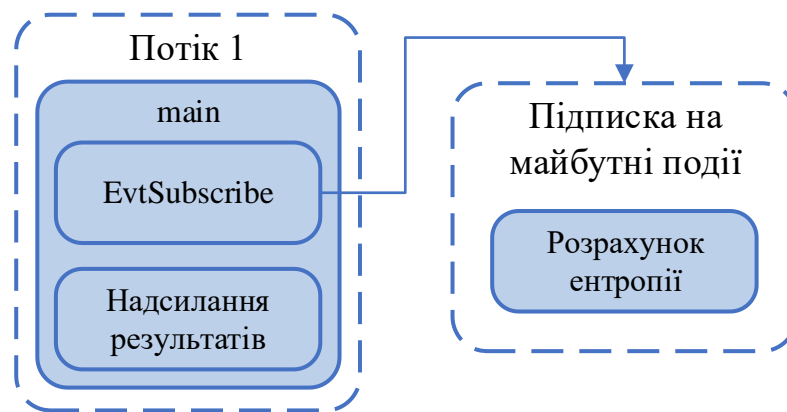 Потік 1
main
EvtSubscribe
Надсилання
результатів
Підписка на
майбутні події
Розрахунок
ентропії